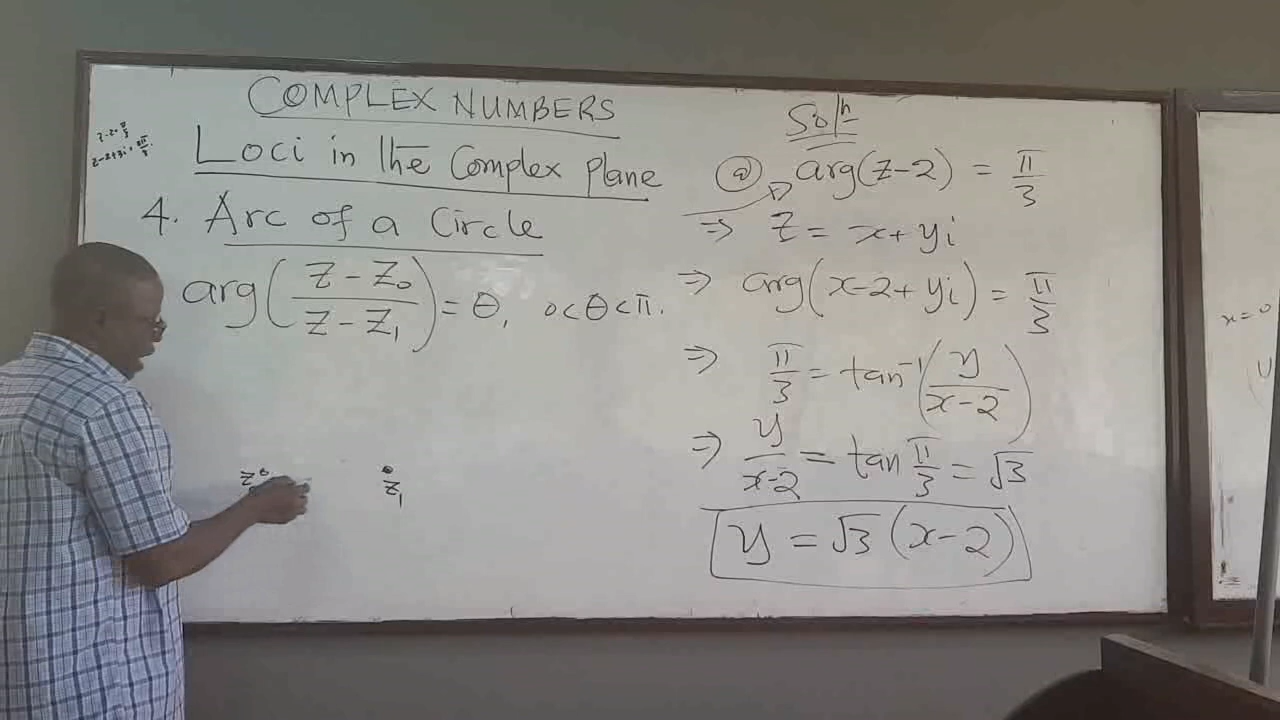 COMPLEX NUMBERS
Loci in the Complex plane
4. Arc of a Circle
arg((z - z₀)/(z - z₁)) = θ, 0<θ<π.
z₁
Solⁿ
ⓐ arg(z-2) = π/3
⇒ z = x + yi
⇒ arg(x-2+yi) = π/3
⇒ π/3 = tan⁻¹(y/(x-2))
⇒ y/(x-2) = tan π/3 = √3
y = √3 (x-2)